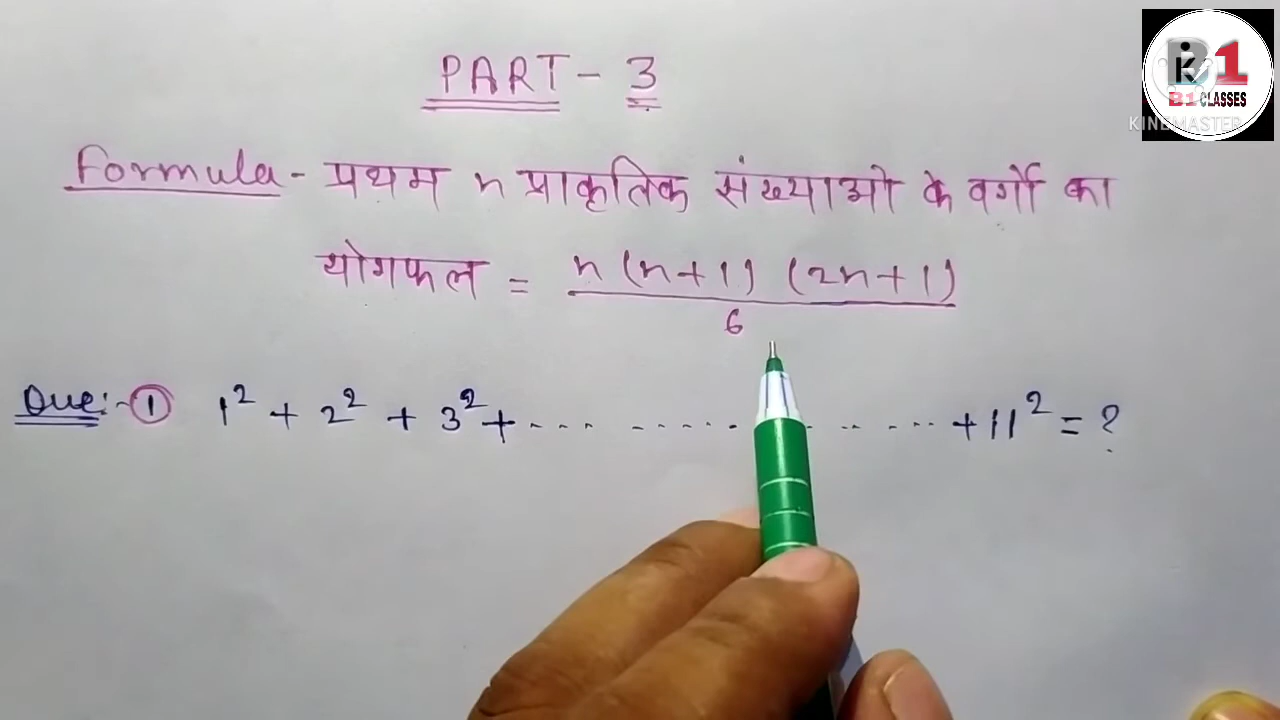 PART - 3
Formula - प्रथम n प्राकृतिक संख्याओ के वर्गों का
योगफल = n (n+1) (2n+1)
6
Que:- 1 1² + 2² + 3² + .... ...... . .. ... + 11² = ?
B1
B1 CLASSES
KINEMASTER